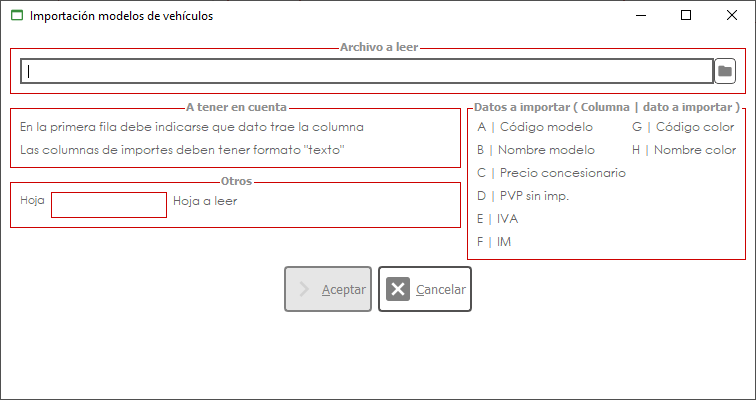 Importación modelos de vehículos
Archivo a leer
A tener en cuenta
En la primera fila debe indicarse que dato trae la columna
Las columnas de importes deben tener formato "texto"
Otros
Hoja
Hoja a leer
Datos a importar ( Columna | dato a importar )
A | Código modelo
B | Nombre modelo
C | Precio concesionario
D | PVP sin imp.
E | IVA
F | IM
G | Código color
H | Nombre color
Aceptar
Cancelar